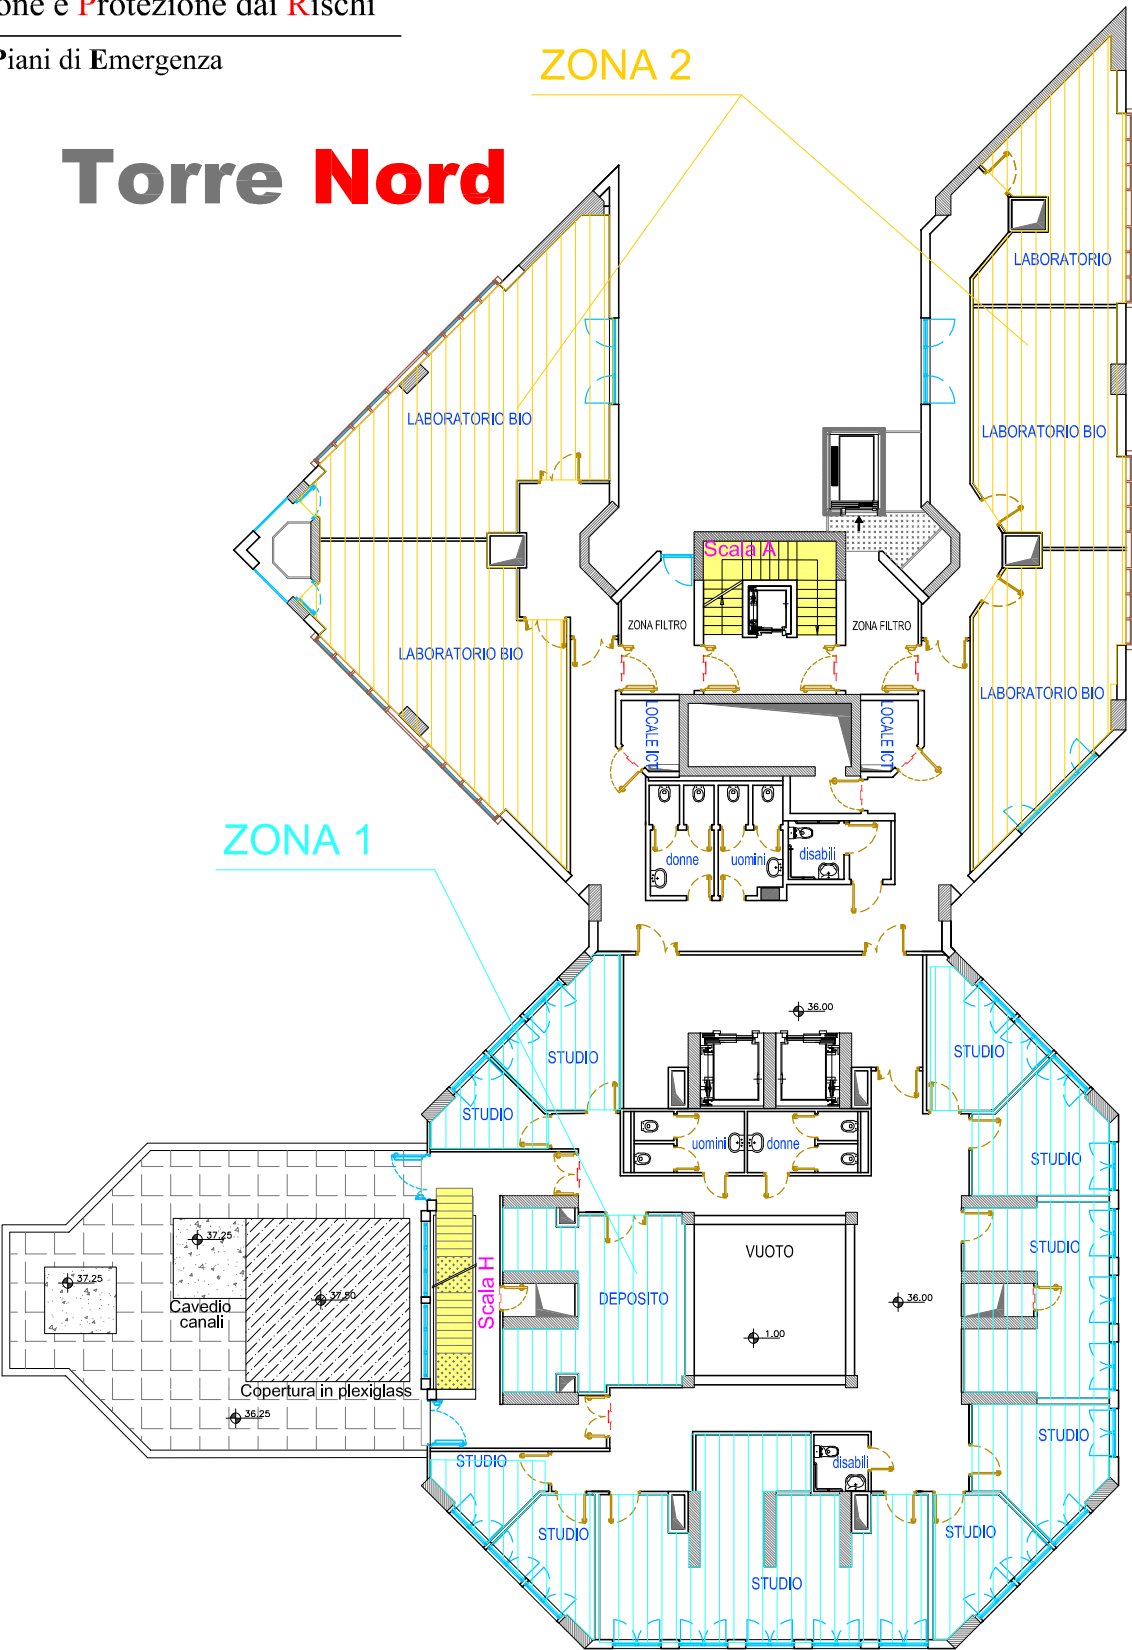 one e Protezione dai Rischi
Piani di Emergenza
ZONA 2
Torre Nord
LABORATORIO
LABORATORIO BIO
LABORATORIO BIO
Scala A
ZONA FILTRO
ZONA FILTRO
LABORATORIO BIO
LABORATORIO BIO
LOCALE ICT
LOCALE ICT
ZONA 1
donne
uomini
disabili
36.00
STUDIO
STUDIO
STUDIO
uomini
donne
STUDIO
37.25
VUOTO
STUDIO
37.25
Scala H
DEPOSITO
37.50
36.00
Cavedio
canali
1.00
Copertura in plexiglass
36.25
STUDIO
STUDIO
disabili
STUDIO
STUDIO
STUDIO